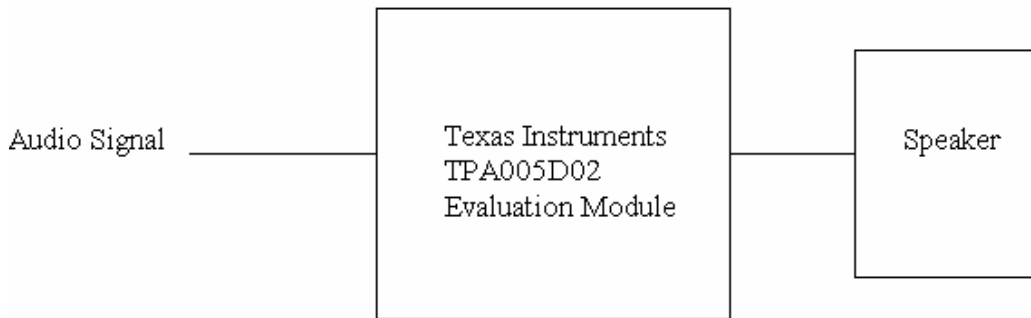 Audio Signal
Texas Instruments
TPA005D02
Evaluation Module
Speaker